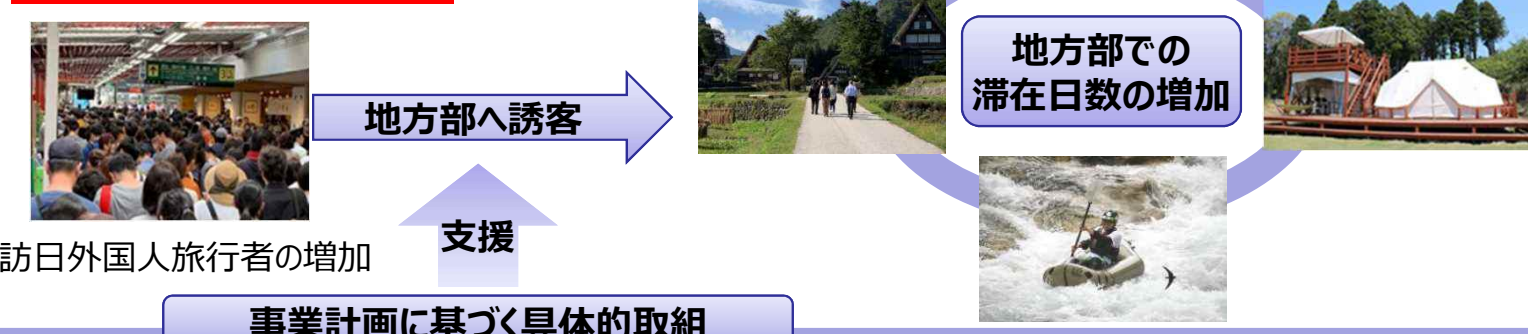 地方部での
滞在日数の増加
地方部へ誘客
支援
訪日外国人旅行者の増加
事業計画に基づく具体的取組